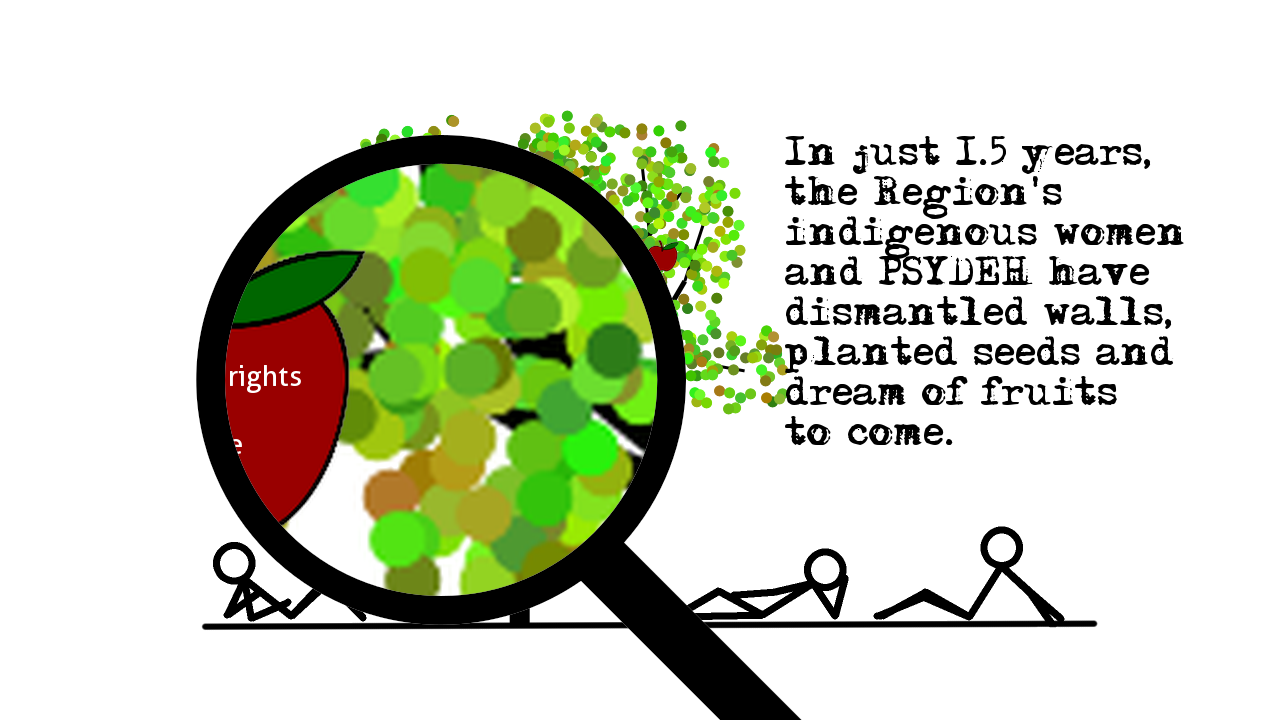 In just 1.5 years,
the Region's
indigenous women
and PSYDEH have
dismantled walls,
planted seeds and
dream of fruits
to come.
rights
e